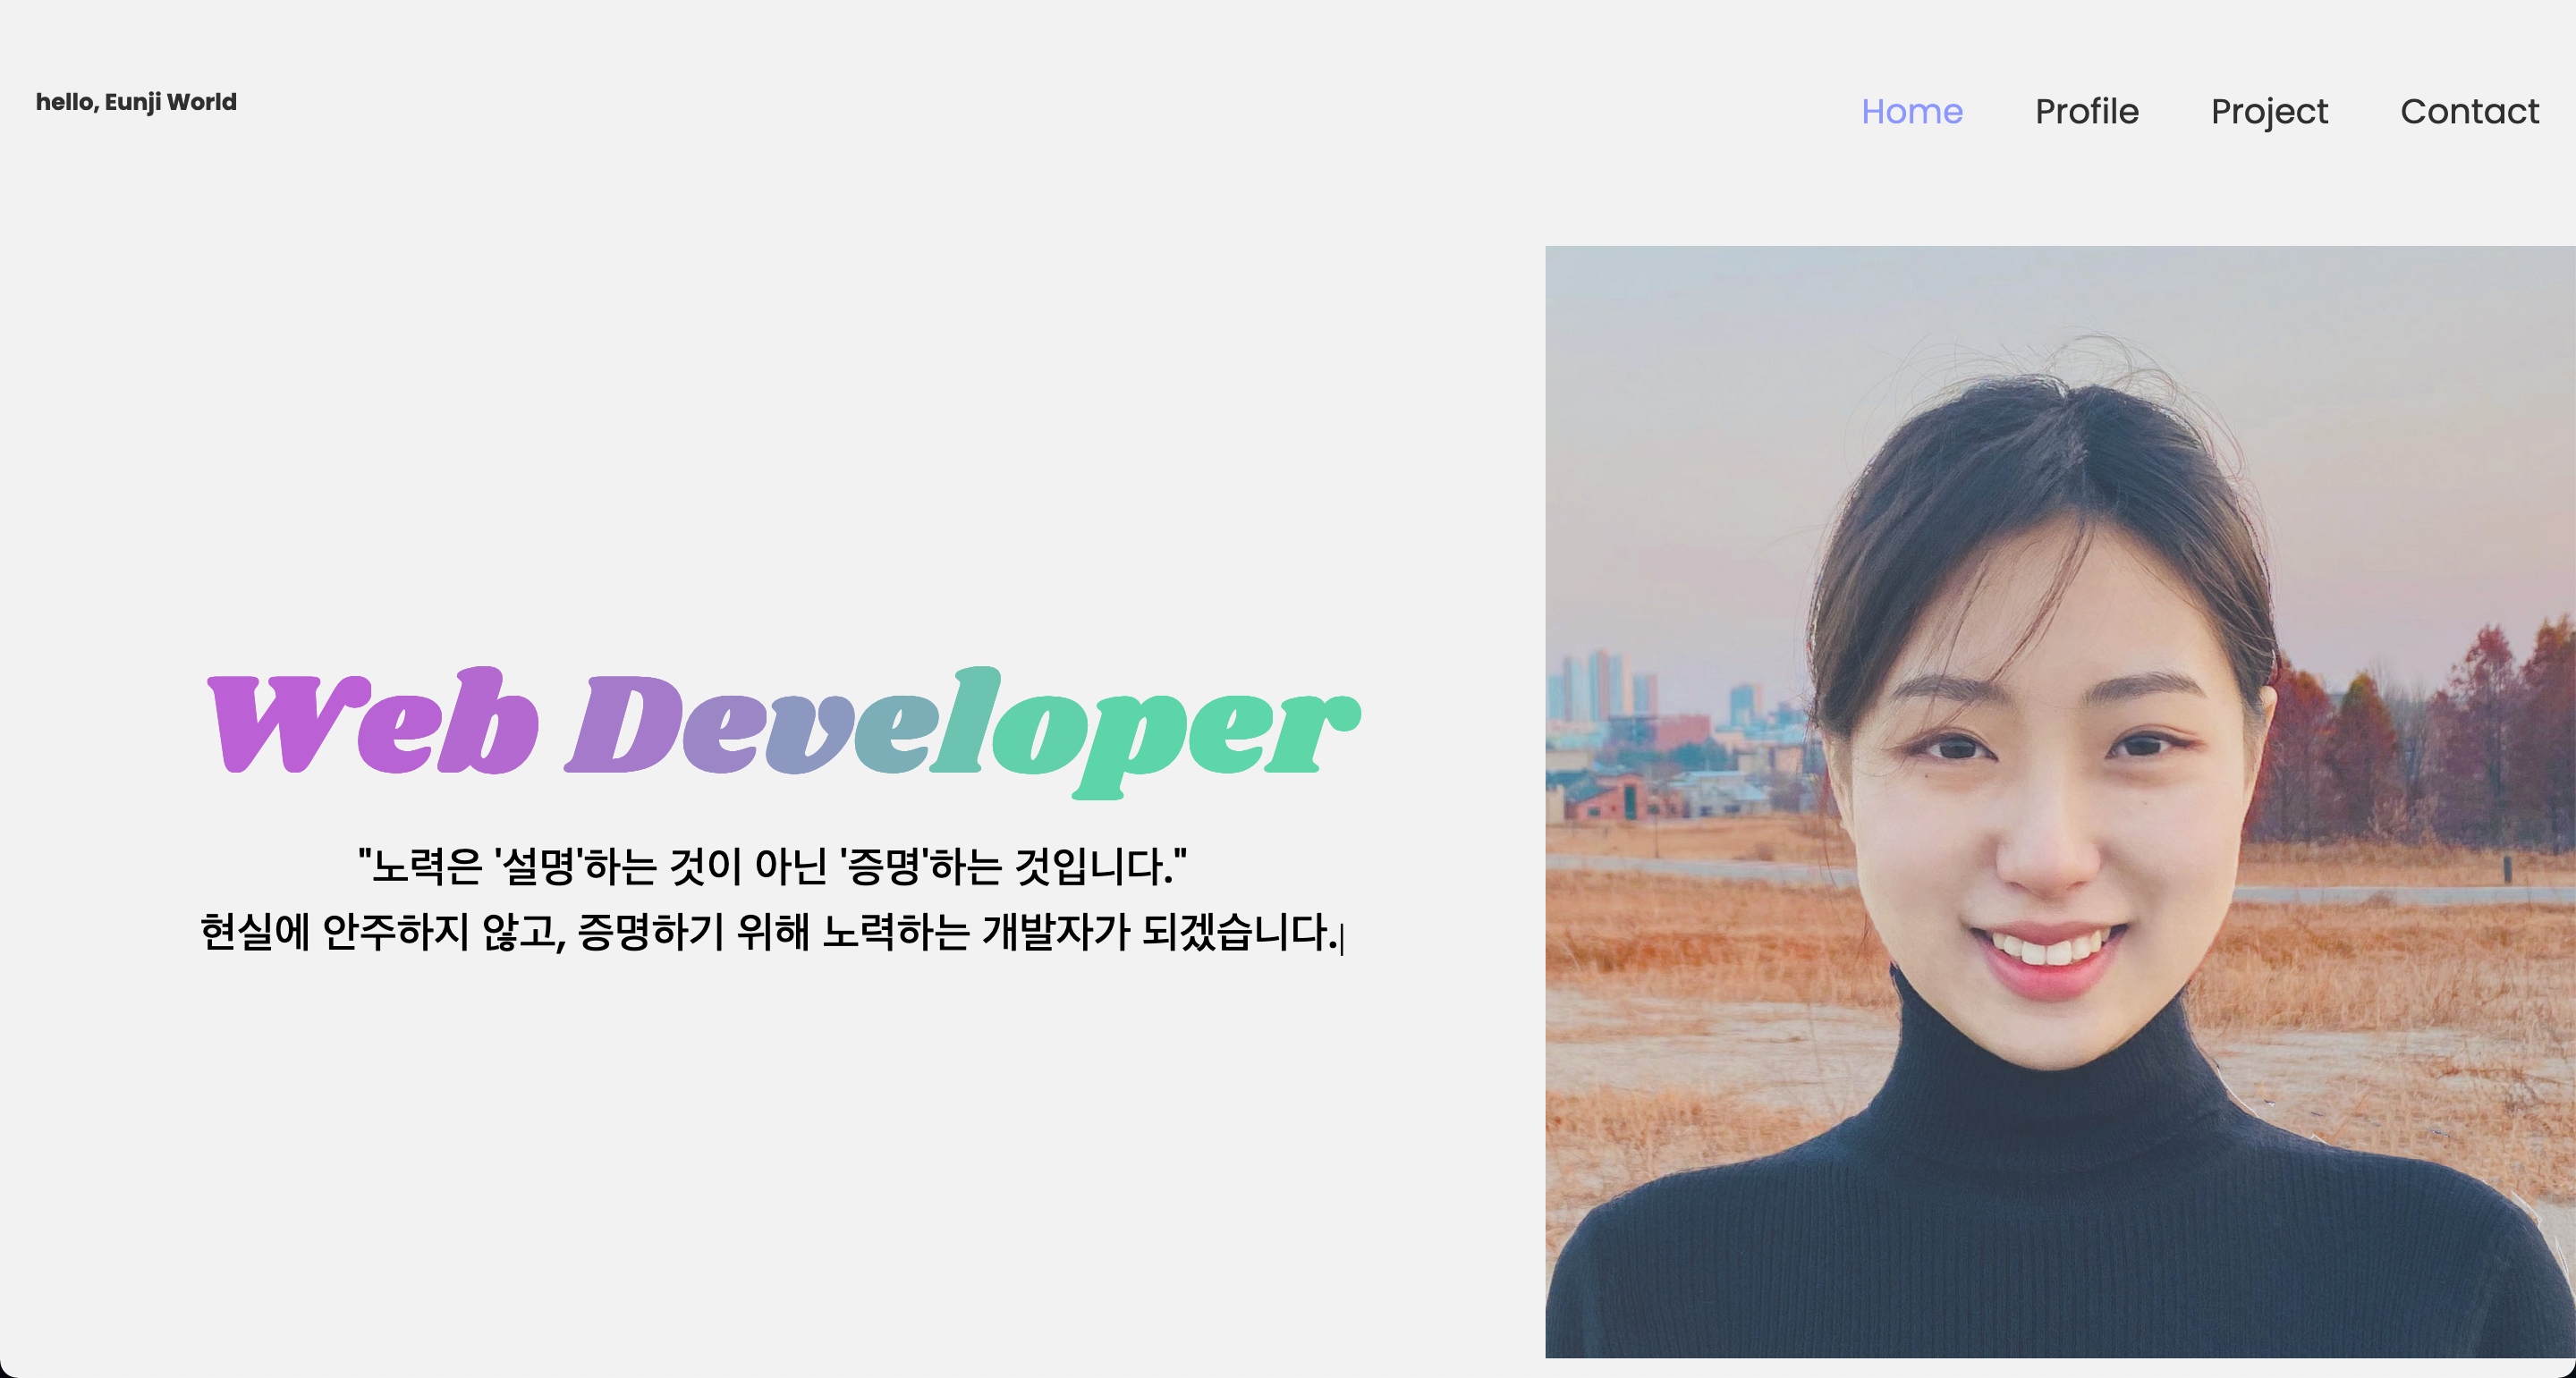 hello, Eunji World
Home Profile Project Contact
Web Developer
"노력은 '설명'하는 것이 아닌 '증명'하는 것입니다."
현실에 안주하지 않고, 증명하기 위해 노력하는 개발자가 되겠습니다.|